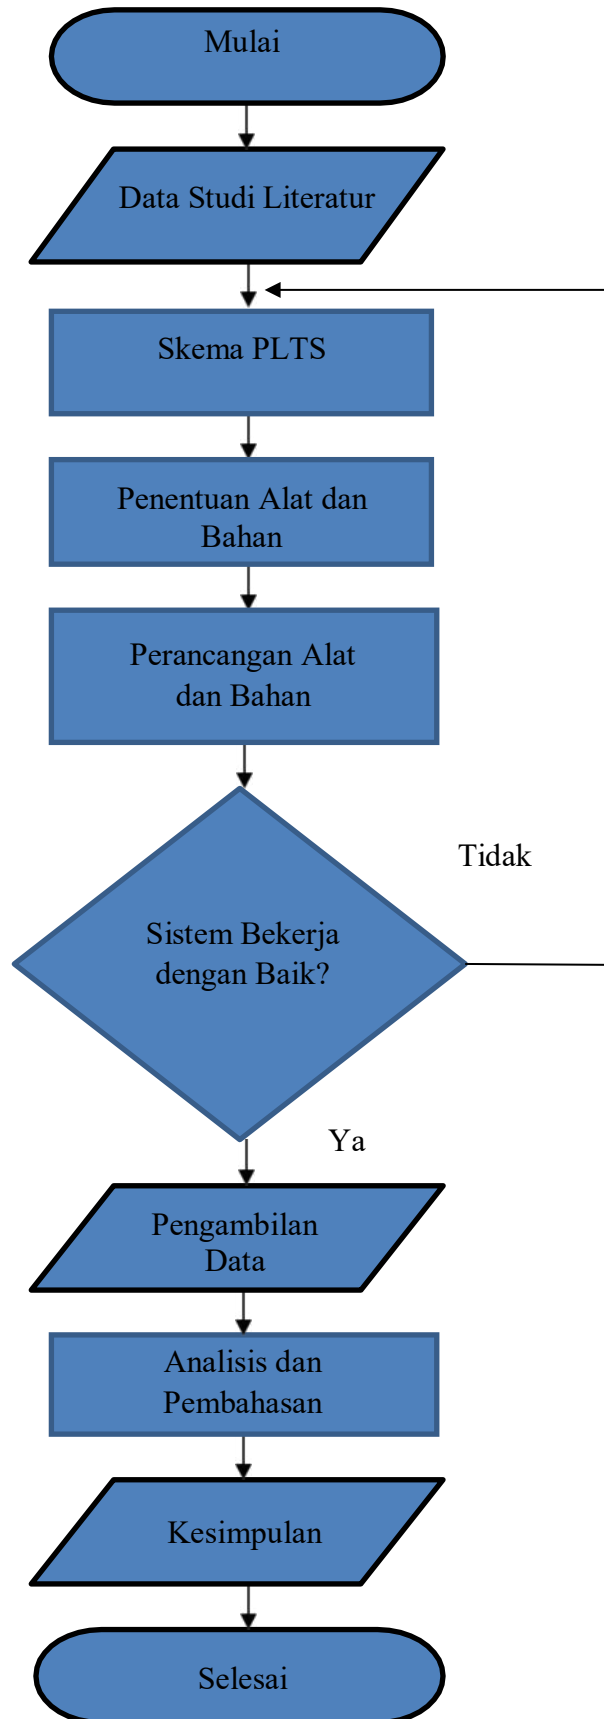 Mulai
Data Studi Literatur
Skema PLTS
Penentuan Alat dan
Bahan
Perancangan Alat
dan Bahan
Tidak
Sistem Bekerja
dengan Baik?
Ya
Pengambilan
Data
Analisis dan
Pembahasan
Kesimpulan
Selesai